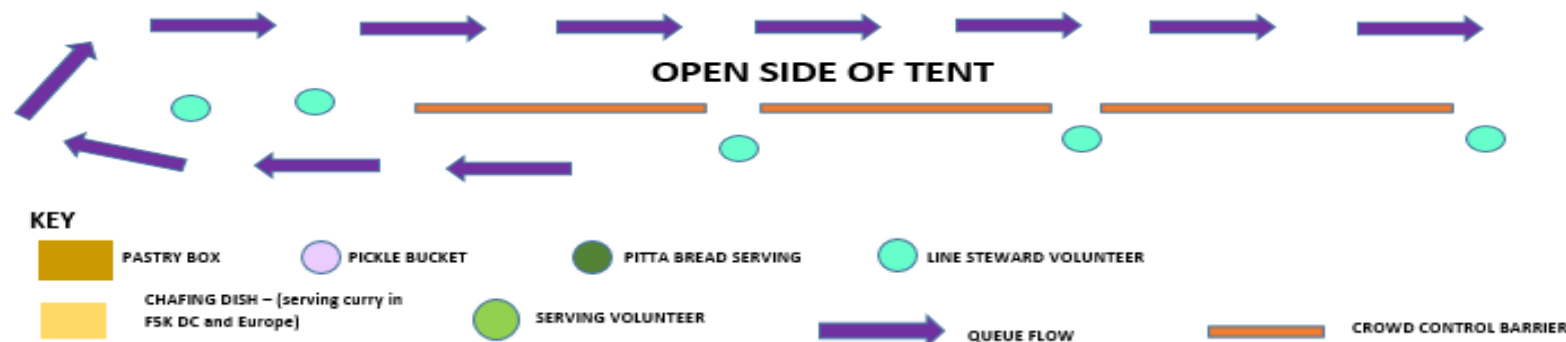 OPEN SIDE OF TENT
KEY
PASTRY BOX
PICKLE BUCKET
PITTA BREAD SERVING
LINE STEWARD VOLUNTEER
CHAFING DISH – (serving curry in
FSK DC and Europe)
SERVING VOLUNTEER
QUEUE FLOW
CROWD CONTROL BARRIER